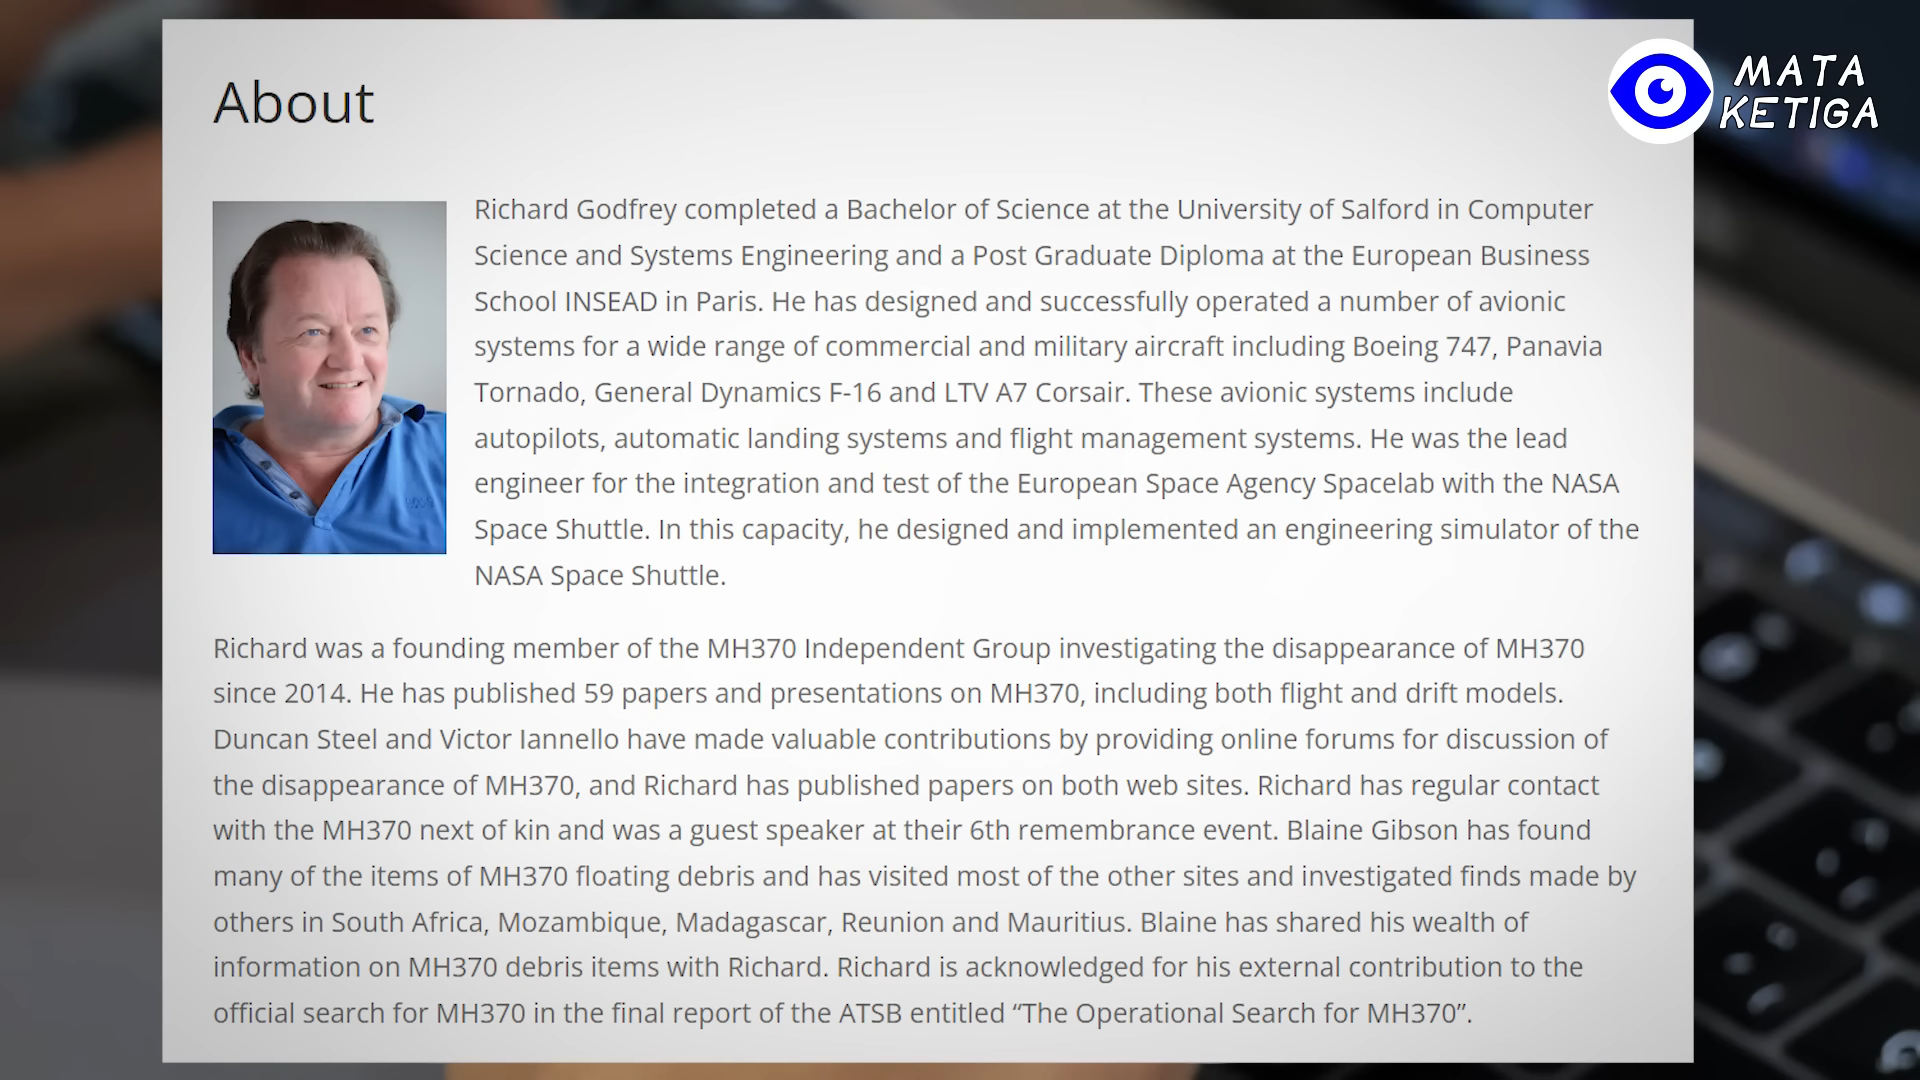 About
MATA
KETIGA
Richard Godfrey completed a Bachelor of Science at the University of Salford in Computer
Science and Systems Engineering and a Post Graduate Diploma at the European Business
School INSEAD in Paris. He has designed and successfully operated a number of avionic
systems for a wide range of commercial and military aircraft including Boeing 747, Panavia
Tornado, General Dynamics F-16 and LTV A7 Corsair. These avionic systems include
autopilots, automatic landing systems and flight management systems. He was the lead
engineer for the integration and test of the European Space Agency Spacelab with the NASA
Space Shuttle. In this capacity, he designed and implemented an engineering simulator of the
NASA Space Shuttle.
Richard was a founding member of the MH370 Independent Group investigating the disappearance of MH370
since 2014. He has published 59 papers and presentations on MH370, including both flight and drift models.
Duncan Steel and Victor Iannello have made valuable contributions by providing online forums for discussion of
the disappearance of MH370, and Richard has published papers on both web sites. Richard has regular contact
with the MH370 next of kin and was a guest speaker at their 6th remembrance event. Blaine Gibson has found
many of the items of MH370 floating debris and has visited most of the other sites and investigated finds made by
others in South Africa, Mozambique, Madagascar, Reunion and Mauritius. Blaine has shared his wealth of
information on MH370 debris items with Richard. Richard is acknowledged for his external contribution to the
official search for MH370 in the final report of the ATSB entitled “The Operational Search for MH370”.